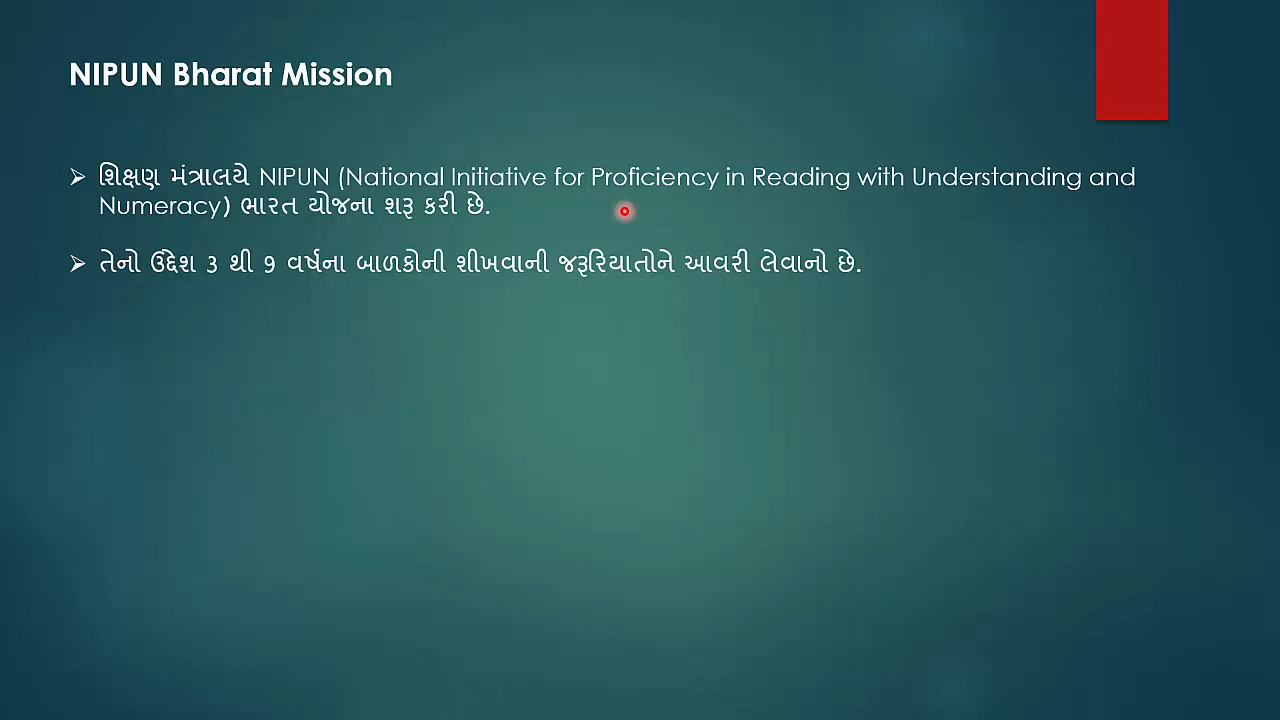 NIPUN Bharat Mission
શિક્ષણ મંત્રાલયે NIPUN (National Initiative for Proficiency in Reading with Understanding and
Numeracy) ભારત યોજના શરૂ કરી છે.
તેનો ઉદ્દેશ 3 થી 9 વર્ષના બાળકોની શીખવાની જરૂરિયાતોને આવરી લેવાનો છે.